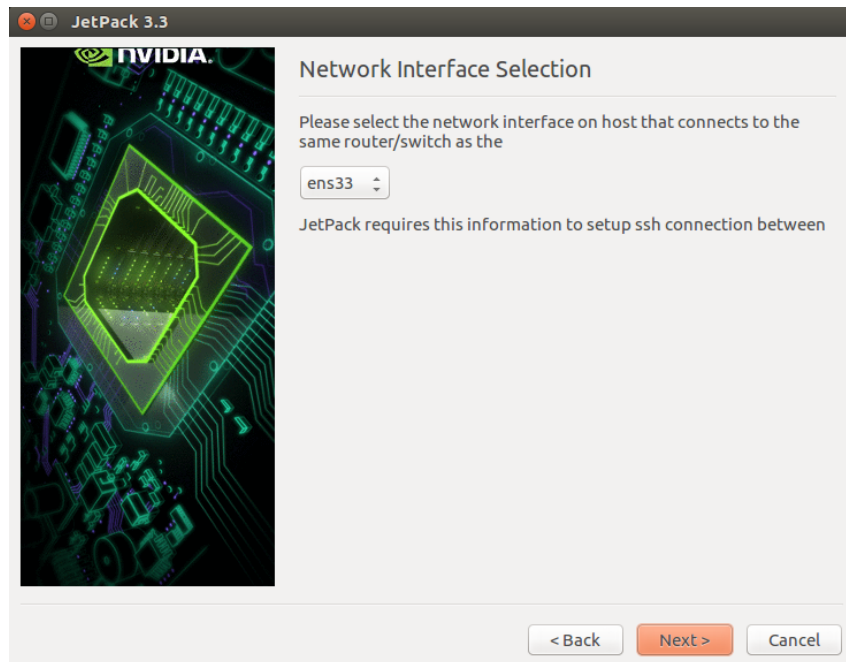 JetPack 3.3
NVIDIA.
Network Interface Selection
Please select the network interface on host that connects to the
same router/switch as the
ens33
JetPack requires this information to setup ssh connection between
< Back
Next >
Cancel